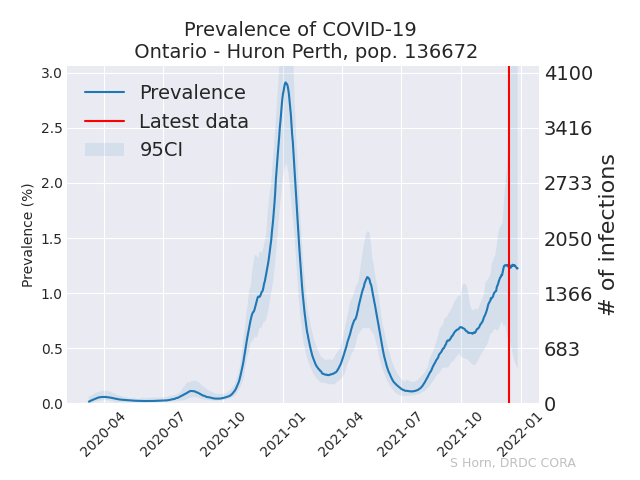 Prevalence of COVID-19
Ontario - Huron Perth, pop. 136672
Prevalence
Latest data
95CI
Prevalence (%)
3.0
2.5
2.0
1.5
1.0
0.5
0.0
4100
3416
2733
2050
1366
683
0
# of infections
2020-04
2020-07
2020-10
2021-01
2021-04
2021-07
2021-10
2022-01
S Horn, DRDC CORA